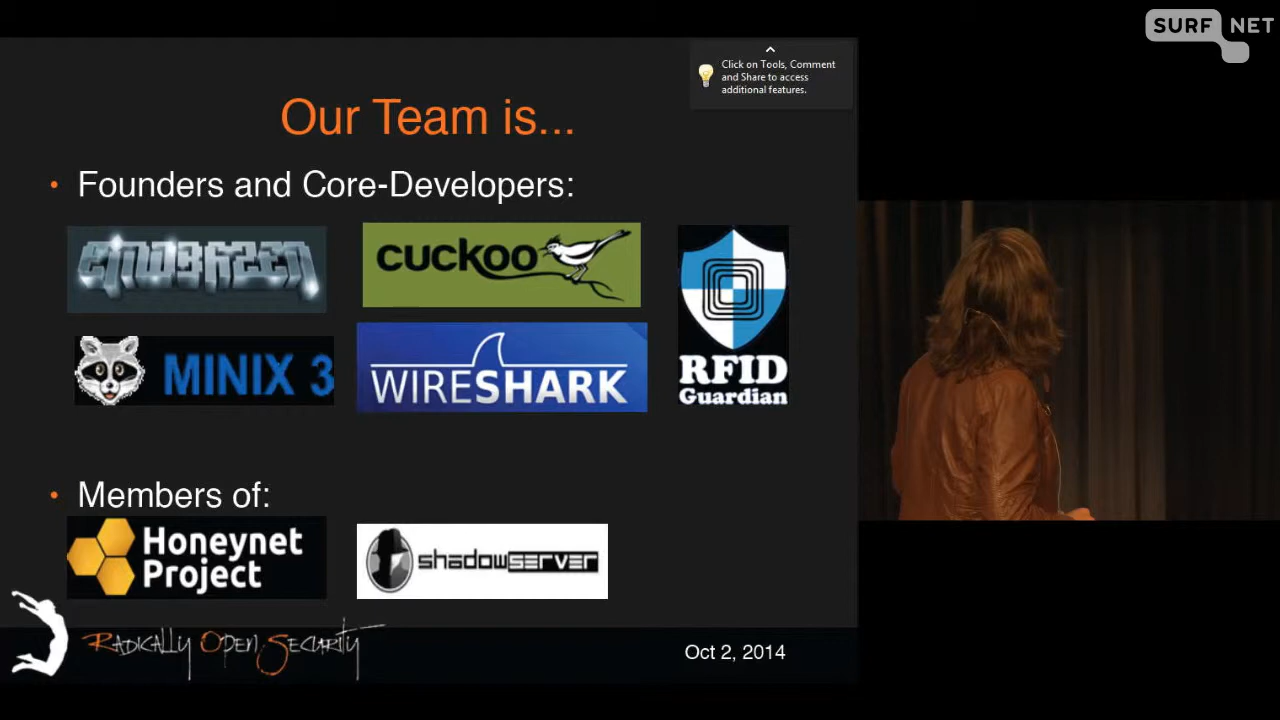 SURF NET
Click on Tools, Comment
and Share to access
additional features.
Our Team is...
• Founders and Core-Developers:
cuckoo
RFID
Guardian
MINIX 3
WIRESHARK
• Members of:
Honeynet
Project
shadowserver
Radically Open Security
Oct 2, 2014